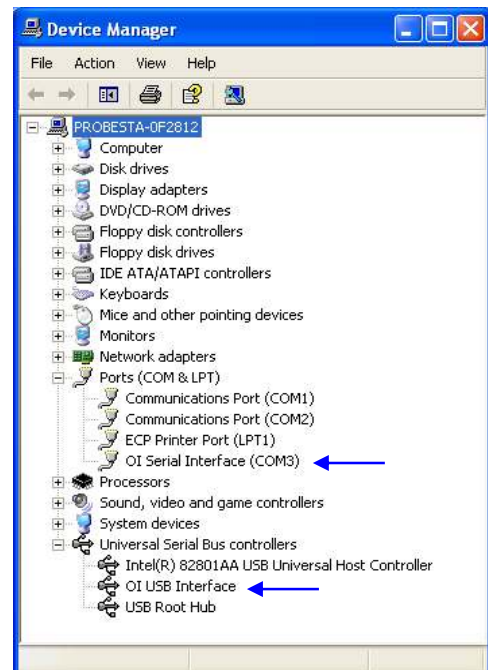 Device Manager
File Action View Help
PROBESTA-0F2812
Computer
Disk drives
Display adapters
DVD/CD-ROM drives
Floppy disk controllers
Floppy disk drives
IDE ATA/ATAPI controllers
Keyboards
Mice and other pointing devices
Monitors
Network adapters
Ports (COM & LPT)
Communications Port (COM1)
Communications Port (COM2)
ECP Printer Port (LPT1)
OI Serial Interface (COM3)
Processors
Sound, video and game controllers
System devices
Universal Serial Bus controllers
Intel(R) 82801AA USB Universal Host Controller
OI USB Interface
USB Root Hub